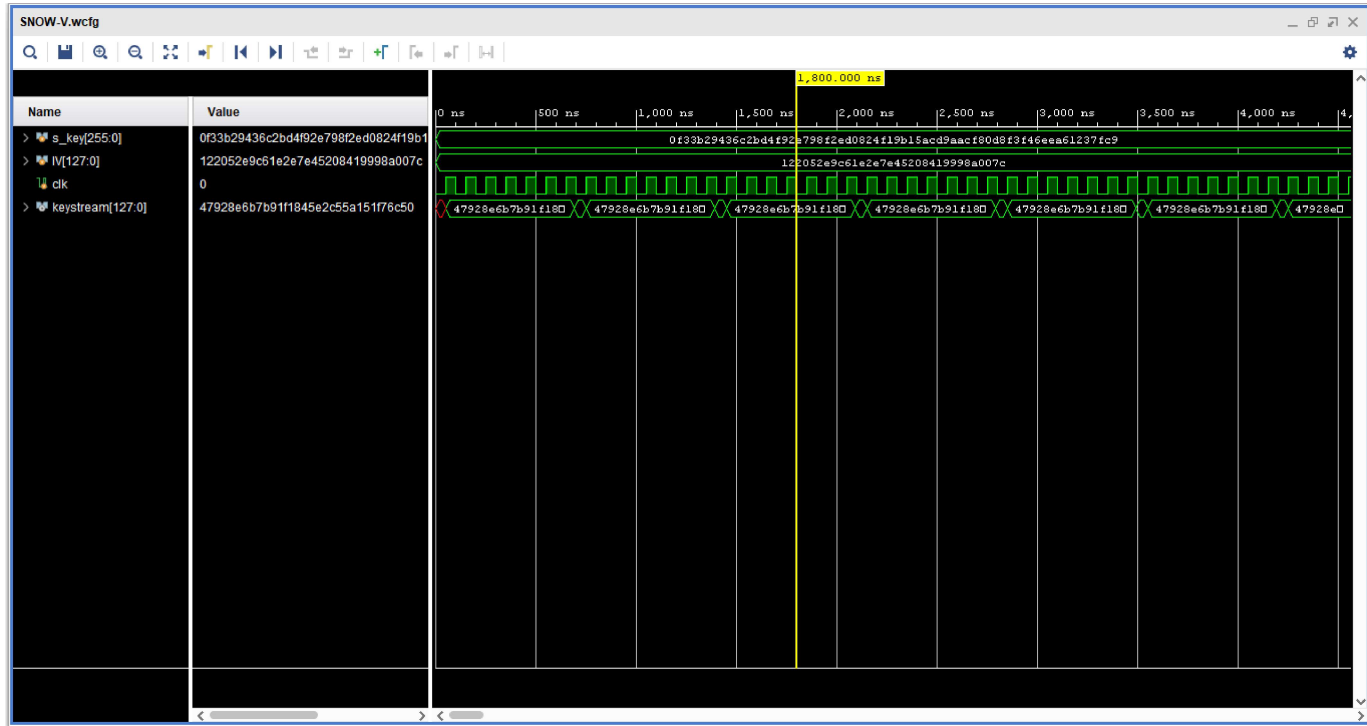 SNOW-V.wcfg
1,800.000 ns
Name Value 0 ns 500 ns 1,000 ns 1,500 ns 2,000 ns 2,500 ns 3,000 ns 3,500 ns 4,000 ns 4,
s_key[255:0] 0f33b29436c2bd4f92e798f2ed0824f19b1 0f33b29436c2bd4f92e798f2ed0824f19b15acd9aacf80d8f3f46eea61237fc9
IV[127:0] 122052e9c61e2e7e45208419998a007c 122052e9c61e2e7e45208419998a007c
clk 0
keystream[127:0] 47928e6b7b91f1845e2c55a151f76c50 47928e6b7b91f18 47928e6b7b91f18 47928e6b7b91f18 47928e6b7b91f18 47928e6b7b91f18 47928e6b7b91f18 47928e